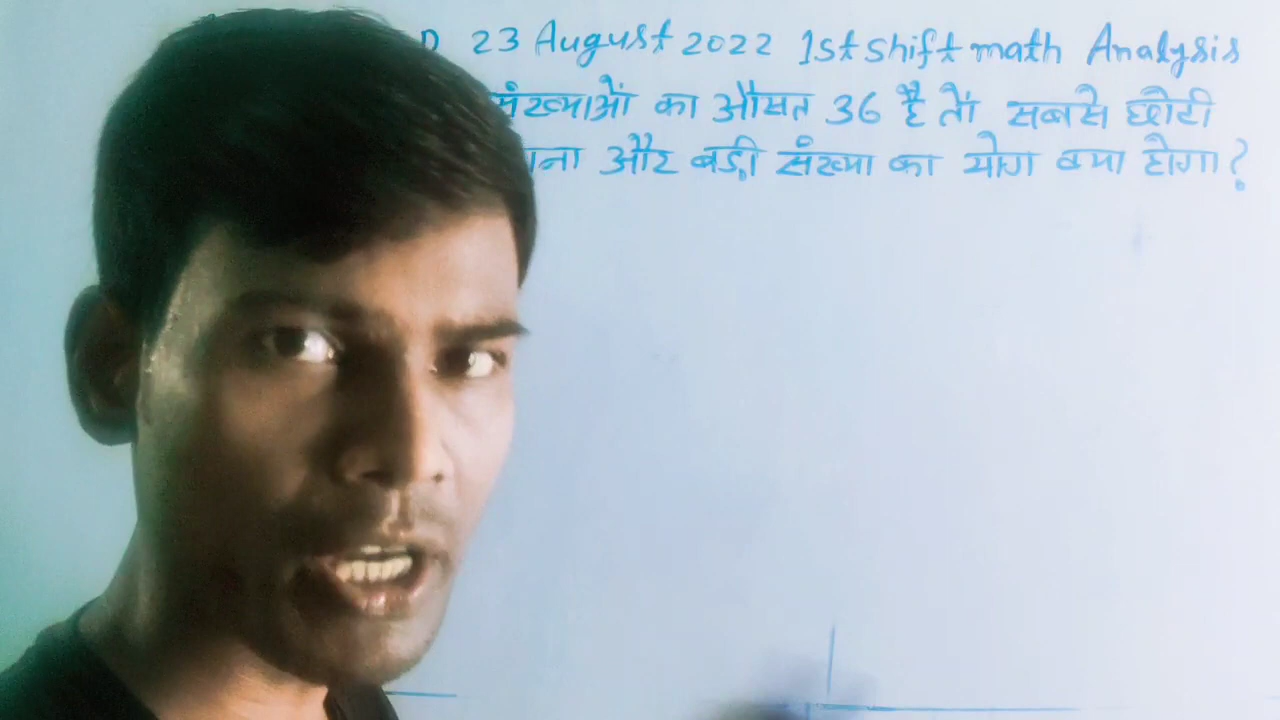 D 23 August 2022 1st shift math Analysis
संख्याओं का औसत 36 है तो सबसे छोटी
और बड़ी संख्या का योग क्या होगा?